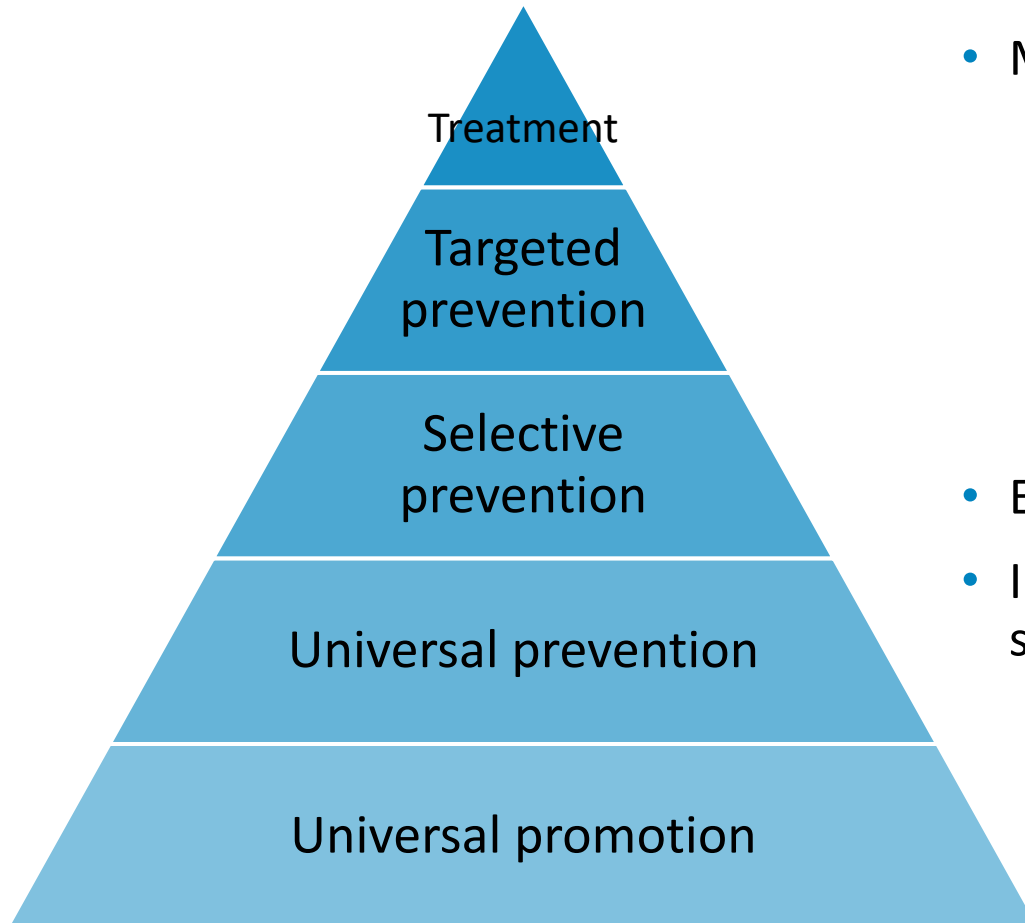 Treatment
Targeted
prevention
Selective
prevention
Universal prevention
Universal promotion